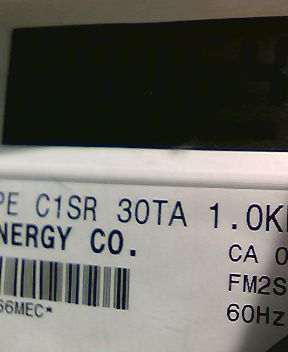 PE C1SR 30TA 1.0K
NERGY CO.
CA 0
FM2S
66MEC*
60Hz